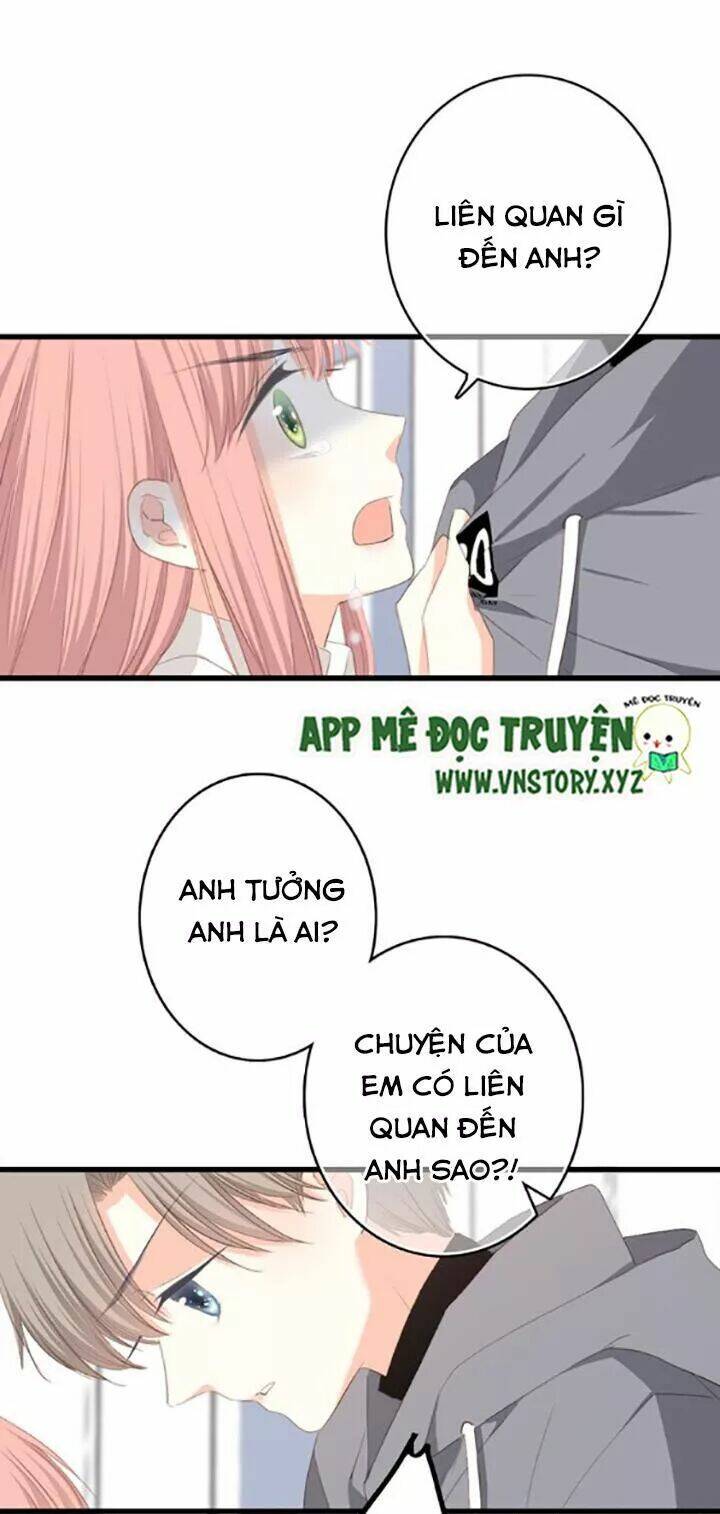 LIÊN QUAN GÌ
ĐẾN ANH?
MÊ ĐỌC TRUYỆN
APP MÊ ĐỌC TRUYỆN
WWW.VNSTORY.XYZ
ANH TƯỞNG
ANH LÀ AI?
CHUYỆN CỦA
EM CÓ LIÊN
QUAN ĐẾN
ANH SAO?!